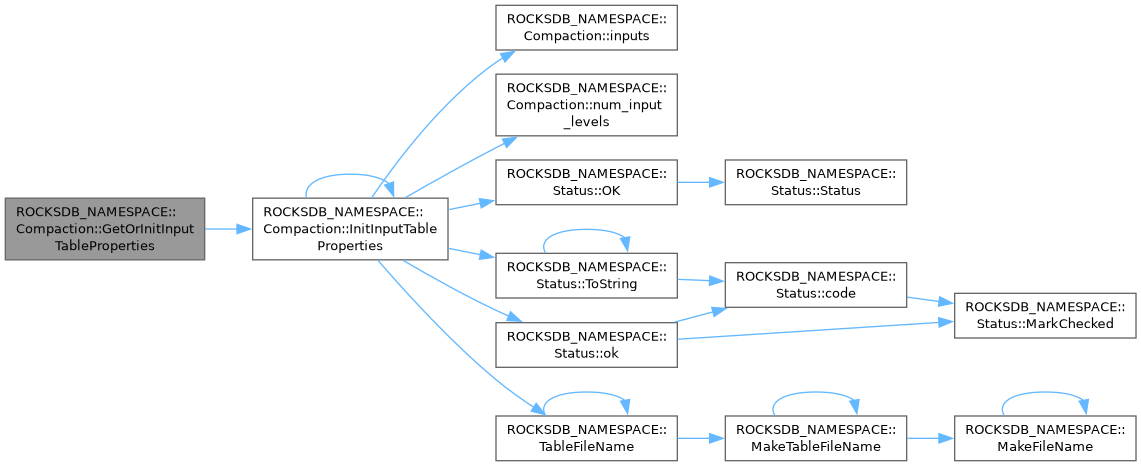 ROCKSDB_NAMESPACE::
Compaction::GetOrInitInput
TableProperties
ROCKSDB_NAMESPACE::
Compaction::InitInputTable
Properties
ROCKSDB_NAMESPACE::
Compaction::inputs
ROCKSDB_NAMESPACE::
Compaction::num_input
_levels
ROCKSDB_NAMESPACE::
Status::OK
ROCKSDB_NAMESPACE::
Status::Status
ROCKSDB_NAMESPACE::
Status::ToString
ROCKSDB_NAMESPACE::
Status::code
ROCKSDB_NAMESPACE::
Status::MarkChecked
ROCKSDB_NAMESPACE::
Status::ok
ROCKSDB_NAMESPACE::
TableFileName
ROCKSDB_NAMESPACE::
MakeTableFileName
ROCKSDB_NAMESPACE::
MakeFileName